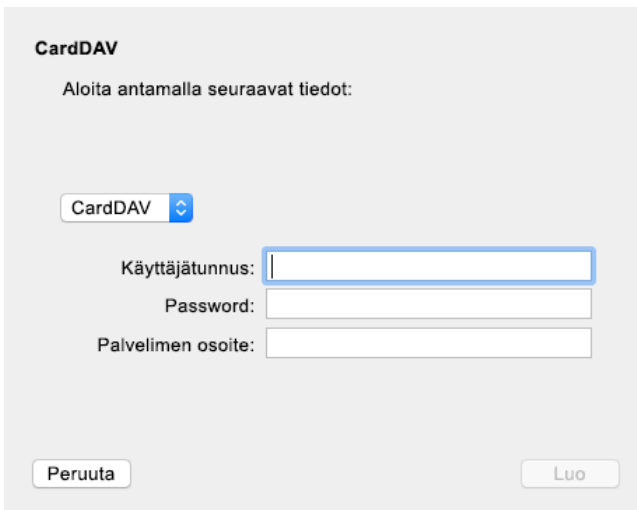 CardDAV
Aloita antamalla seuraavat tiedot:
CardDAV
Käyttäjätunnus:
Password:
Palvelimen osoite:
Peruuta
Luo